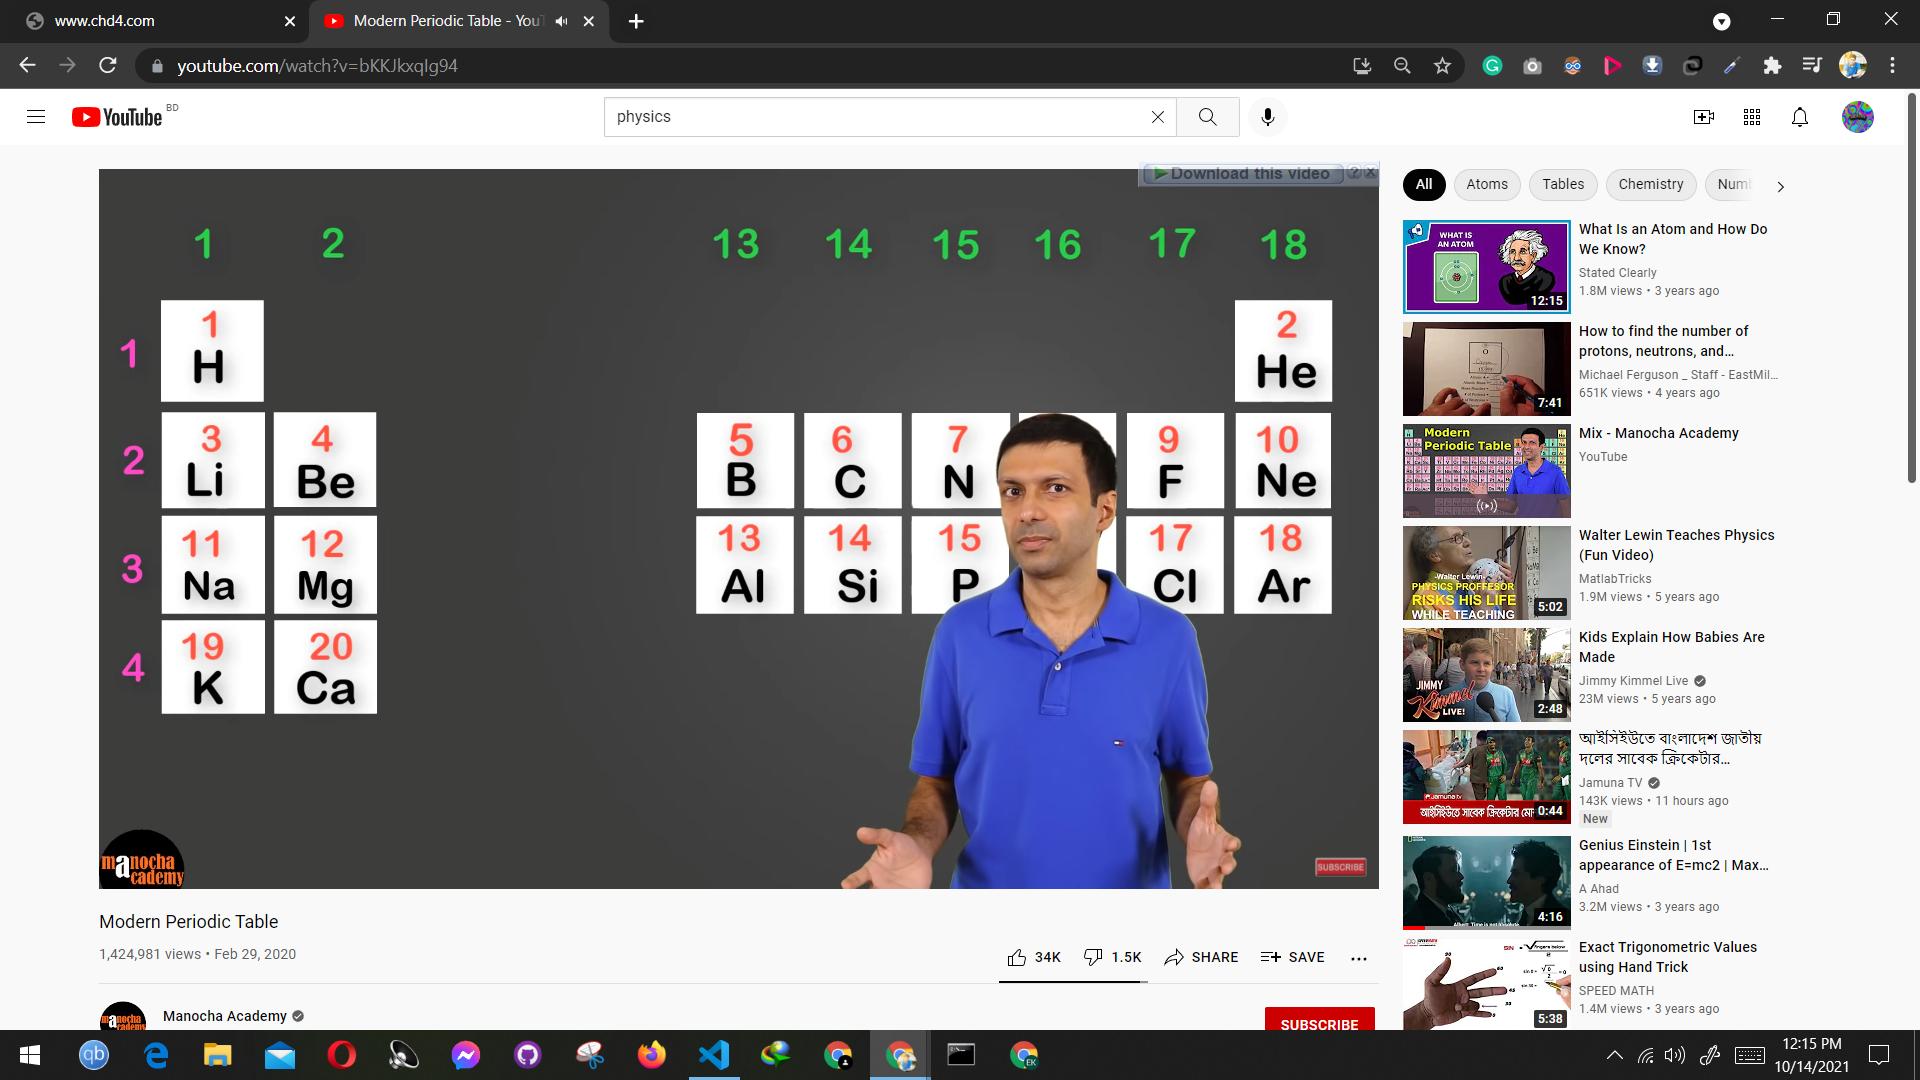 www.chd4.com
Modern Periodic Table - YouT
youtube.com/watch?v=bKKJkxqIg94
YouTube BD
physics
Download this video
1 2 13 14 15 16 17 18
1
1
H
2
He
2
3
Li
4
Be
5
B
6
C
7
N
9
F
10
Ne
3
11
Na
12
Mg
13
Al
14
Si
15
P
17
Cl
18
Ar
4
19
K
20
Ca
manocha
academy
SUBSCRIBE
Modern Periodic Table
1,424,981 views • Feb 29, 2020
34K 1.5K SHARE SAVE
Manocha Academy
SUBSCRIBE
All Atoms Tables Chemistry Numb
WHAT IS
AN ATOM
12:15
What Is an Atom and How Do
We Know?
Stated Clearly
1.8M views • 3 years ago
7:41
How to find the number of
protons, neutrons, and...
Michael Ferguson _ Staff - EastMil...
651K views • 4 years ago
Modern
Periodic Table
Mix - Manocha Academy
YouTube
-Walter Lewin-
PHYSICS PROFFESOR
RISKS HIS LIFE
WHILE TEACHING
5:02
Walter Lewin Teaches Physics
(Fun Video)
MatlabTricks
1.9M views • 5 years ago
JIMMY
Kimmel
LIVE!
2:48
Kids Explain How Babies Are
Made
Jimmy Kimmel Live
23M views • 5 years ago
Jamuna tv
0:44
আইসিইউতে বাংলাদেশ জাতীয়
দলের সাবেক ক্রিকেটার...
Jamuna TV
143K views • 11 hours ago
New
4:16
Genius Einstein | 1st
appearance of E=mc2 | Max...
A Ahad
3.2M views • 3 years ago
5:38
Exact Trigonometric Values
using Hand Trick
SPEED MATH
1.4M views • 3 years ago
12:15 PM
10/14/2021